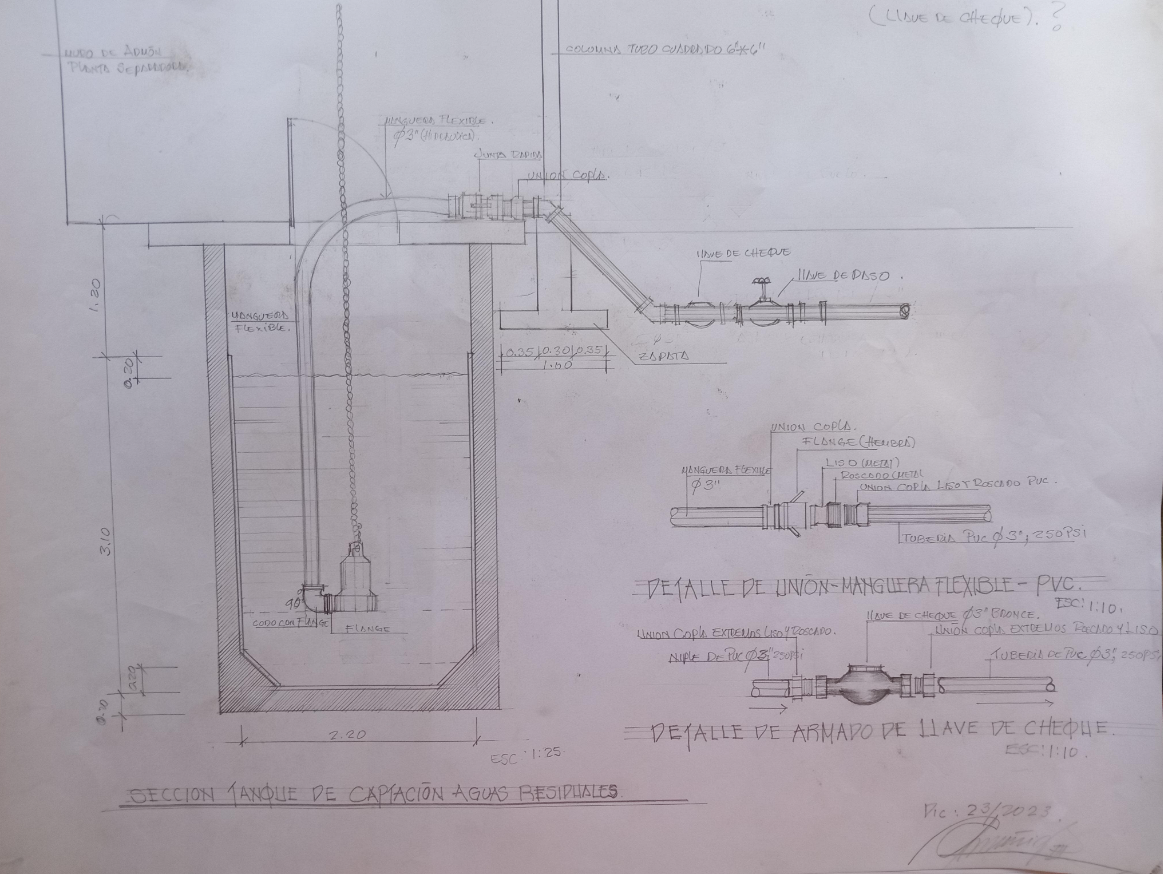 (LLAVE DE CHEQUE). ?
MURO DE
PLANTA
COLUMNA TUBO CUADRADO 6"*6"
MANGUERA FLEXIBLE.
Ø3"
JUNTA RAPIDA
UNION COPLA.
LLAVE DE CHEQUE
LLAVE DE PASO.
1.20
MANGUERA
FLEXIBLE.
0.20
0.35 0.30 0.35
1.00
ZAPATA
UNION COPLA.
FLANGE (HEMBRA)
LISO (METAL)
MANGUERA FLEXIBLE
ROSCADO (METAL
Ø3"
UNION COPLA LISO Y ROSCADO PVC.
3.10
TUBERIA PVC Ø3", 250PSI
DETALLE DE UNIÓN-MANGUERA FLEXIBLE-PVC.
ESC: 1:10.
90°
CODO CON FLANGE
FLANGE
LLAVE DE CHEQUE Ø3" BRONCE.
UNION COPLA EXTREMOS LISO Y ROSCADO.
UNION COPLA EXTREMOS ROSCADO Y LISO
NIPLE DE PVC Ø3", 250PSI
TUBERIA DE PVC Ø3", 250PSI
DETALLE DE ARMADO DE LLAVE DE CHEQUE.
ESC: 1:10
2.20
ESC: 1:25
SECCION TANQUE DE CAPTACIÓN AGUAS RESIDUALES.
Dic: 23/2023.